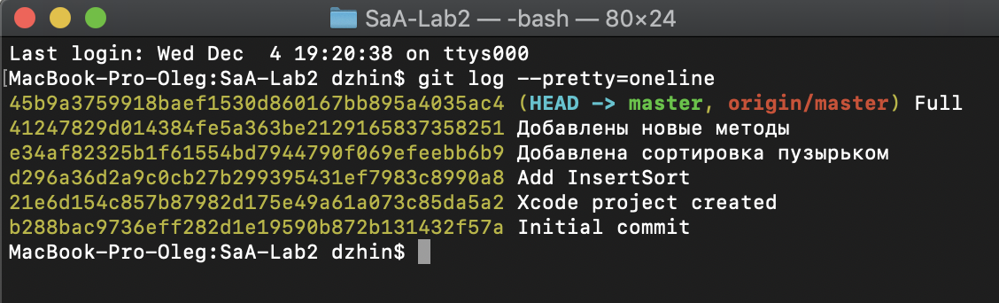 SaA-Lab2 — -bash — 80×24
Last login: Wed Dec  4 19:20:38 on ttys000
[MacBook-Pro-Oleg:SaA-Lab2 dzhin$ git log --pretty=oneline
45b9a3759918baef1530d860167bb895a4035ac4 (HEAD -> master, origin/master) Full
41247829d014384fe5a363be2129165837358251 Добавлены новые методы
e34af82325b1f61554bd7944790f069efeebb6b9 Добавлена сортировка пузырьком
d296a36d2a9c0cb27b299395431ef7983c8990a8 Add InsertSort
21e6d154c857b87982d175e49a61a073c85da5a2 Xcode project created
b288bac9736eff282d1e19590b872b131432f57a Initial commit
MacBook-Pro-Oleg:SaA-Lab2 dzhin$